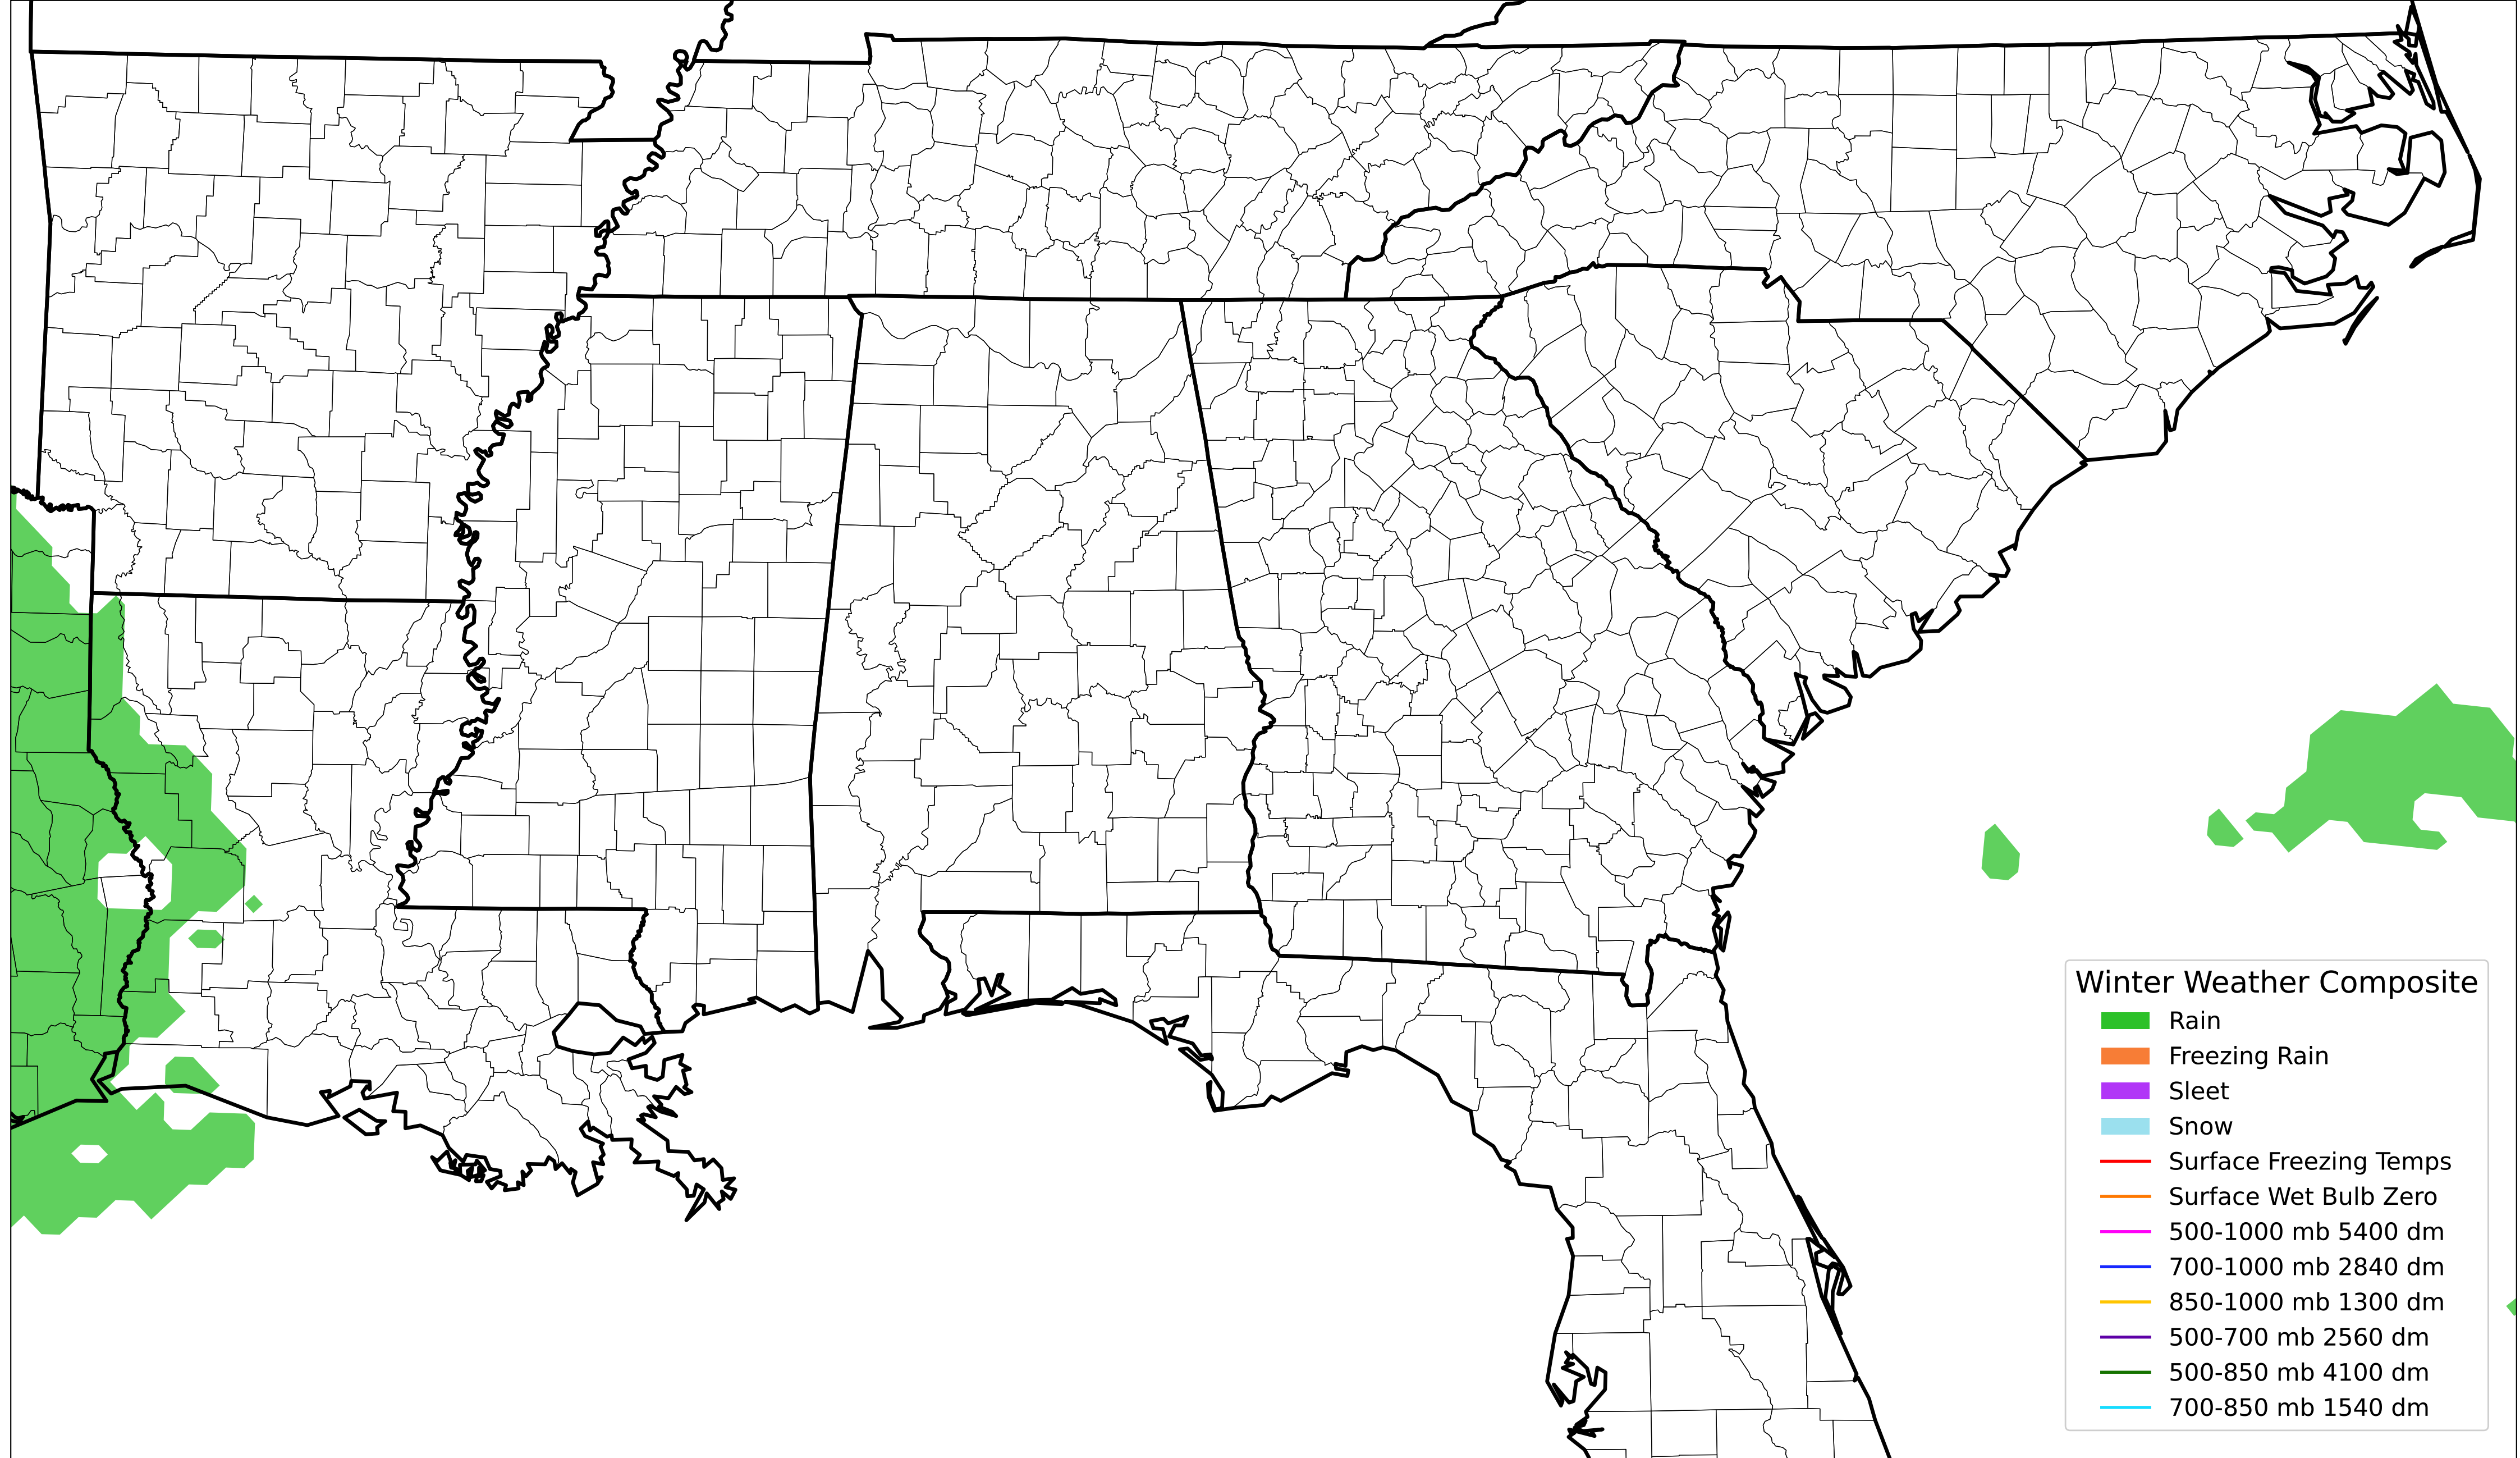 Winter Weather Composite
Rain
Freezing Rain
Sleet
Snow
Surface Freezing Temps
Surface Wet Bulb Zero
500-1000 mb 5400 dm
700-1000 mb 2840 dm
850-1000 mb 1300 dm
500-700 mb 2560 dm
500-850 mb 4100 dm
700-850 mb 1540 dm